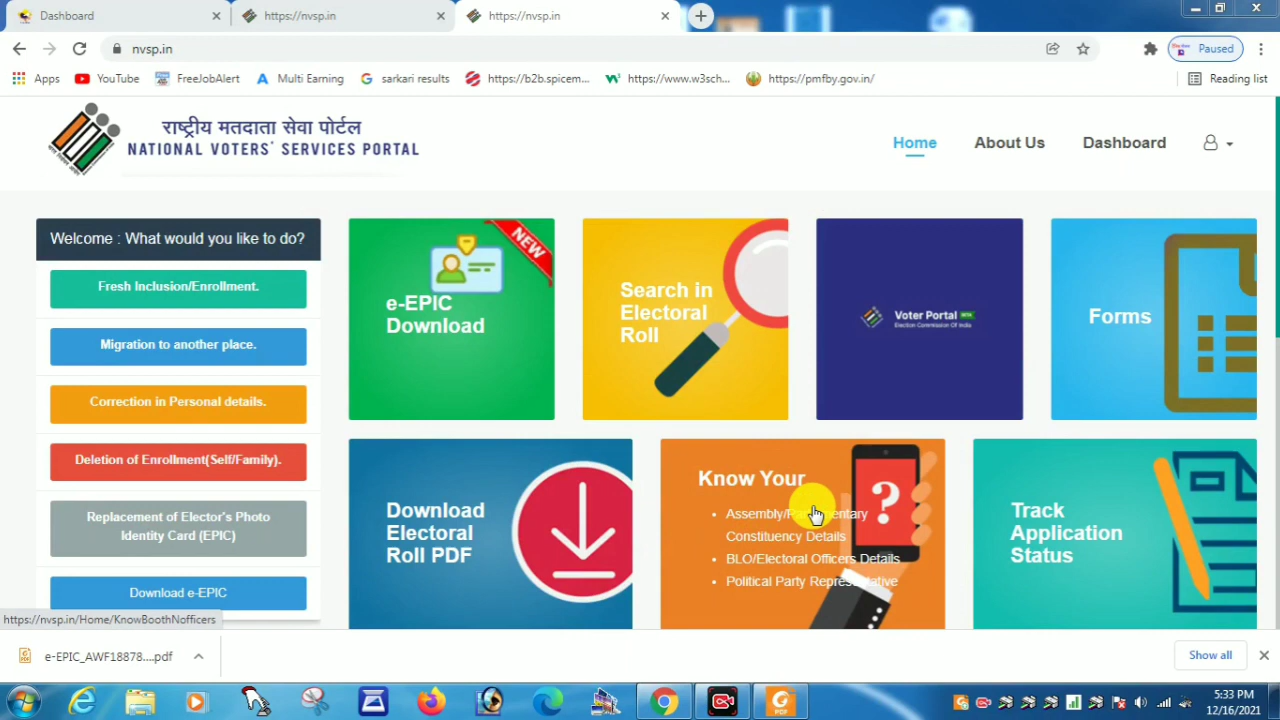 Dashboard
https://nvsp.in
https://nvsp.in
nvsp.in
Paused
Apps
YouTube
FreeJobAlert
Multi Earning
sarkari results
https://b2b.spicem...
https://www.w3sch...
https://pmfby.gov.in/
Reading list
राष्ट्रीय मतदाता सेवा पोर्टल
NATIONAL VOTERS' SERVICES PORTAL
Home
About Us
Dashboard
Welcome : What would you like to do?
Fresh Inclusion/Enrollment.
Migration to another place.
Correction in Personal details.
Deletion of Enrollment(Self/Family).
Replacement of Elector's Photo
Identity Card (EPIC)
Download e-EPIC
NEW
e-EPIC
Download
Search in
Electoral
Roll
Voter Portal
Election Commission Of India
Forms
Download
Electoral
Roll PDF
Know Your
Assembly/Parliamentary
Constituency Details
BLO/Electoral Officers Details
Political Party Representative
?
Track
Application
Status
https://nvsp.in/Home/KnowBoothNofficers
e-EPIC_AWF18878....pdf
Show all
PDF
5:33 PM
12/16/2021